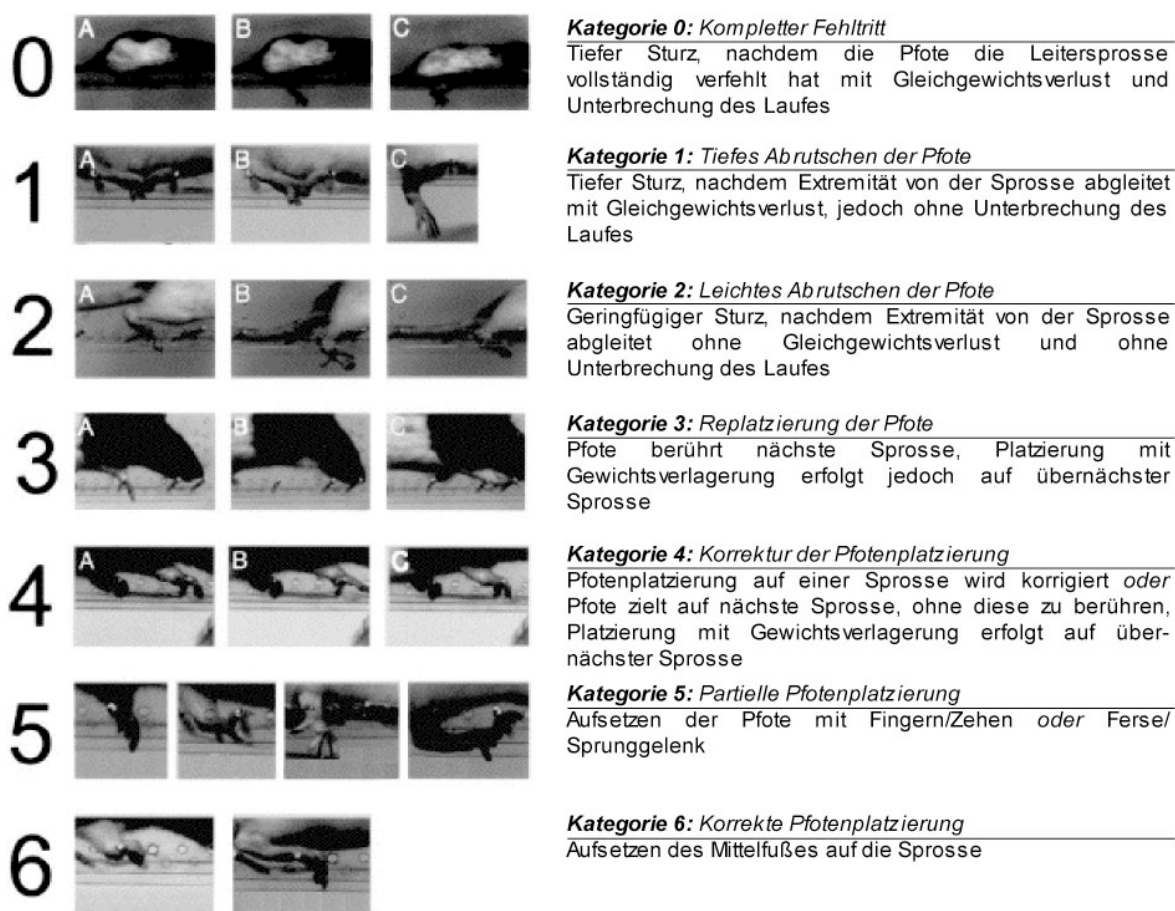 0
A B C
Kategorie 0: Kompletter Fehltritt
Tiefer Sturz, nachdem die Pfote die Leitersprosse
vollständig verfehlt hat mit Gleichgewichtsverlust und
Unterbrechung des Laufes
1
A B C
Kategorie 1: Tiefes Abrutschen der Pfote
Tiefer Sturz, nachdem Extremität von der Sprosse abgleitet
mit Gleichgewichtsverlust, jedoch ohne Unterbrechung des
Laufes
2
A B C
Kategorie 2: Leichtes Abrutschen der Pfote
Geringfügiger Sturz, nachdem Extremität von der Sprosse
abgleitet ohne Gleichgewichtsverlust und ohne
Unterbrechung des Laufes
3
A B C
Kategorie 3: Replatzierung der Pfote
Pfote berührt nächste Sprosse, Platzierung mit
Gewichtsverlagerung erfolgt jedoch auf übernächster
Sprosse
4
A B C
Kategorie 4: Korrektur der Pfotenplatzierung
Pfotenplatzierung auf einer Sprosse wird korrigiert oder
Pfote zielt auf nächste Sprosse, ohne diese zu berühren,
Platzierung mit Gewichtsverlagerung erfolgt auf über-
nächster Sprosse
5
Kategorie 5: Partielle Pfotenplatzierung
Aufsetzen der Pfote mit Fingern/Zehen oder Ferse/
Sprunggelenk
6
Kategorie 6: Korrekte Pfotenplatzierung
Aufsetzen des Mittelfußes auf die Sprosse